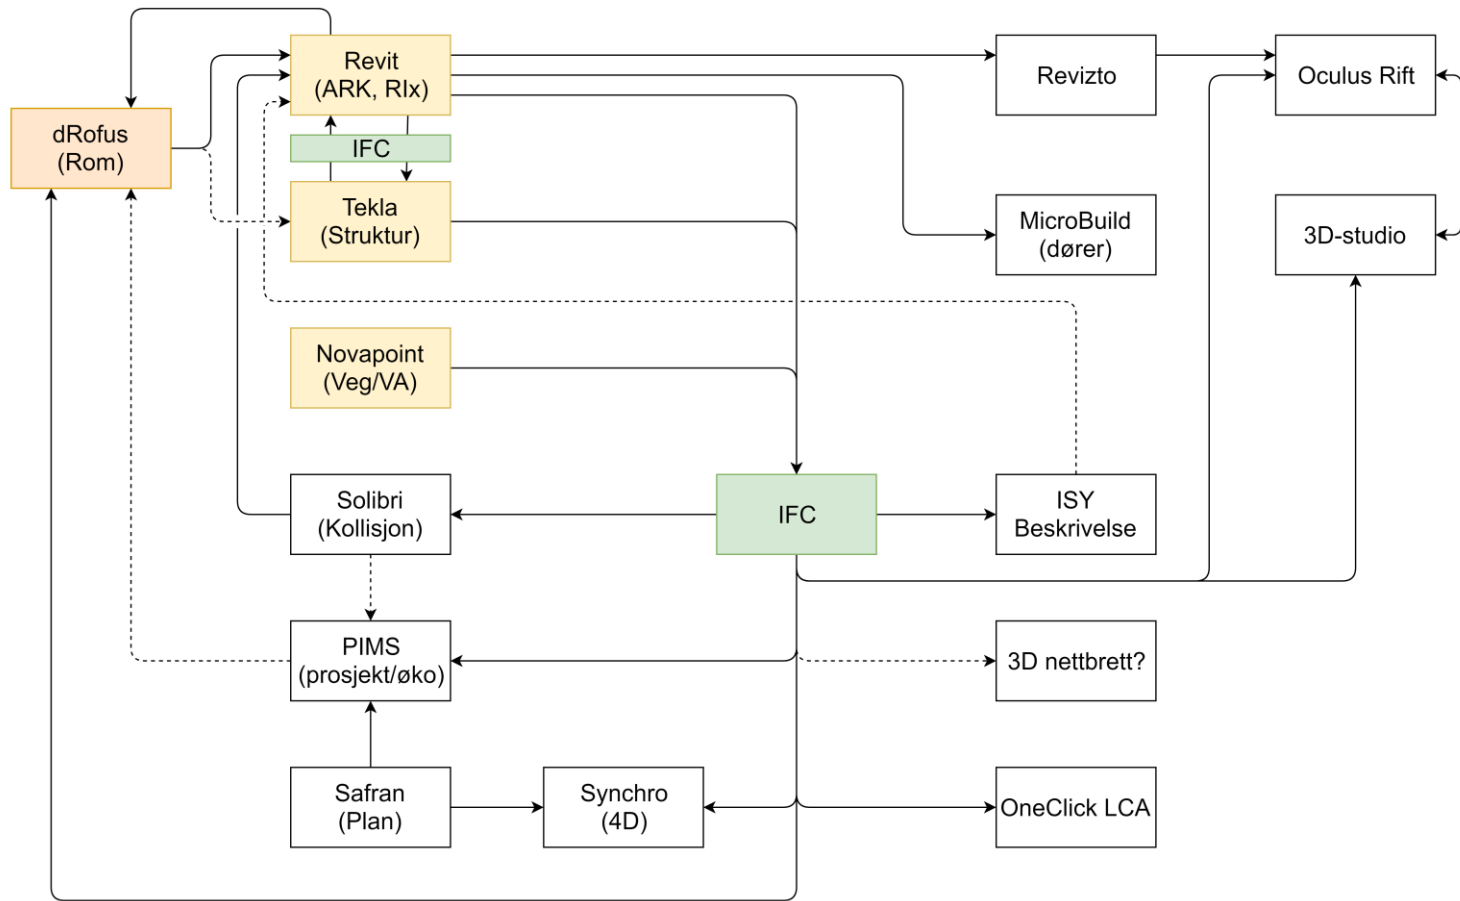 Revit
(ARK, RIx)
Revizto
Oculus Rift
dRofus
(Rom)
IFC
Tekla
(Struktur)
MicroBuild
(dører)
3D-studio
Novapoint
(Veg/VA)
Solibri
(Kollisjon)
IFC
ISY
Beskrivelse
PIMS
(prosjekt/øko)
3D nettbrett?
Safran
(Plan)
Synchro
(4D)
OneClick LCA